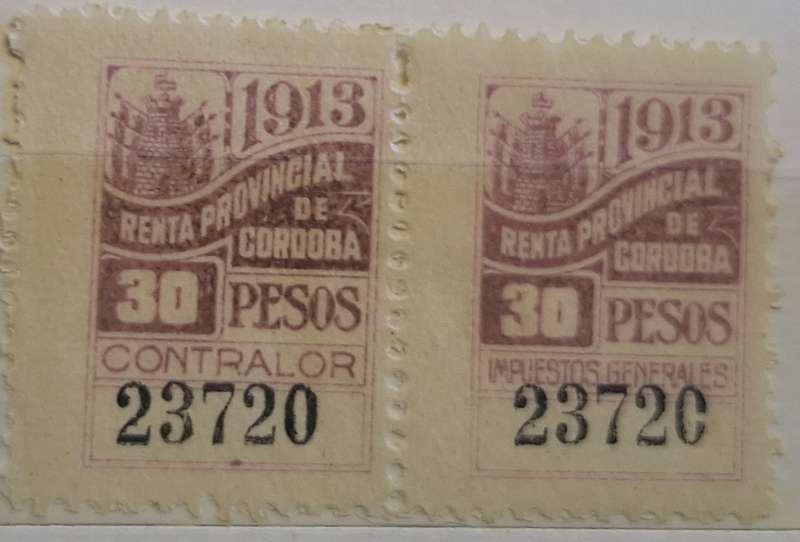 1913
RENTA PROVINCIAL
DE
CORDOBA
30 PESOS
CONTRALOR
23720
1913
RENTA PROVINCIAL
DE
CORDOBA
30 PESOS
IMPUESTOS GENERALES
23720